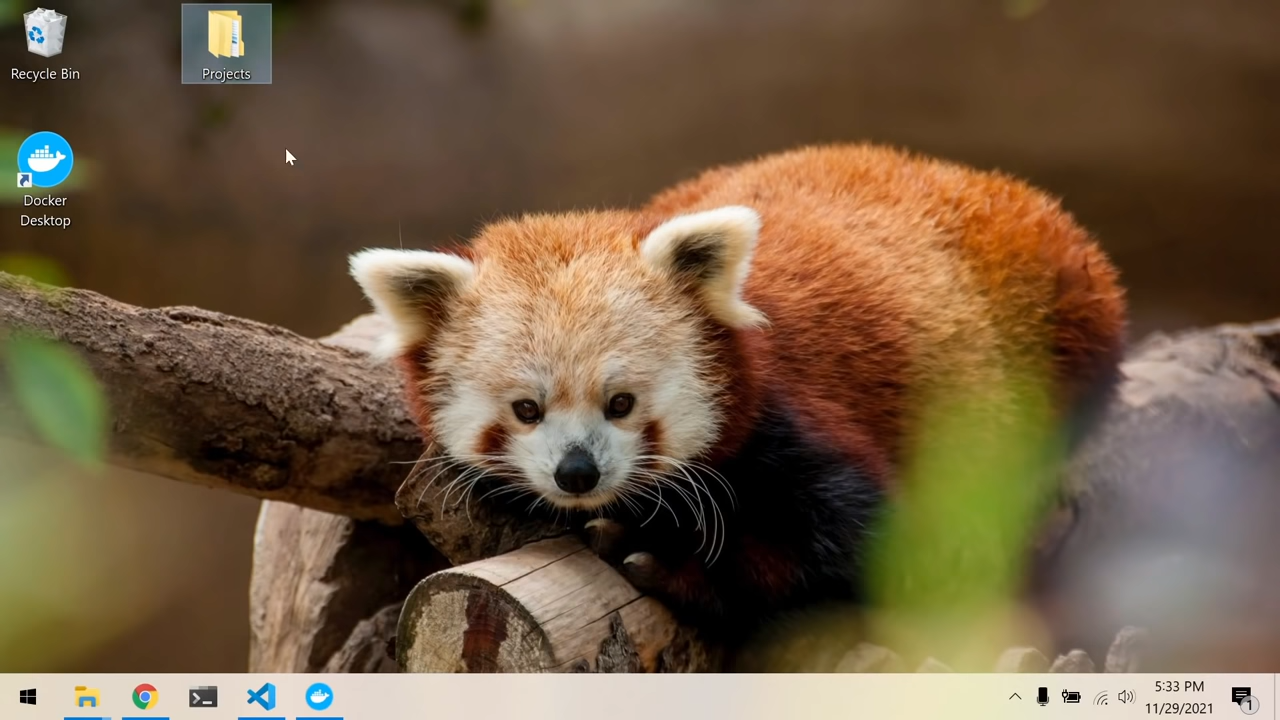 Recycle Bin
Projects
Docker
Desktop
5:33 PM
11/29/2021
1